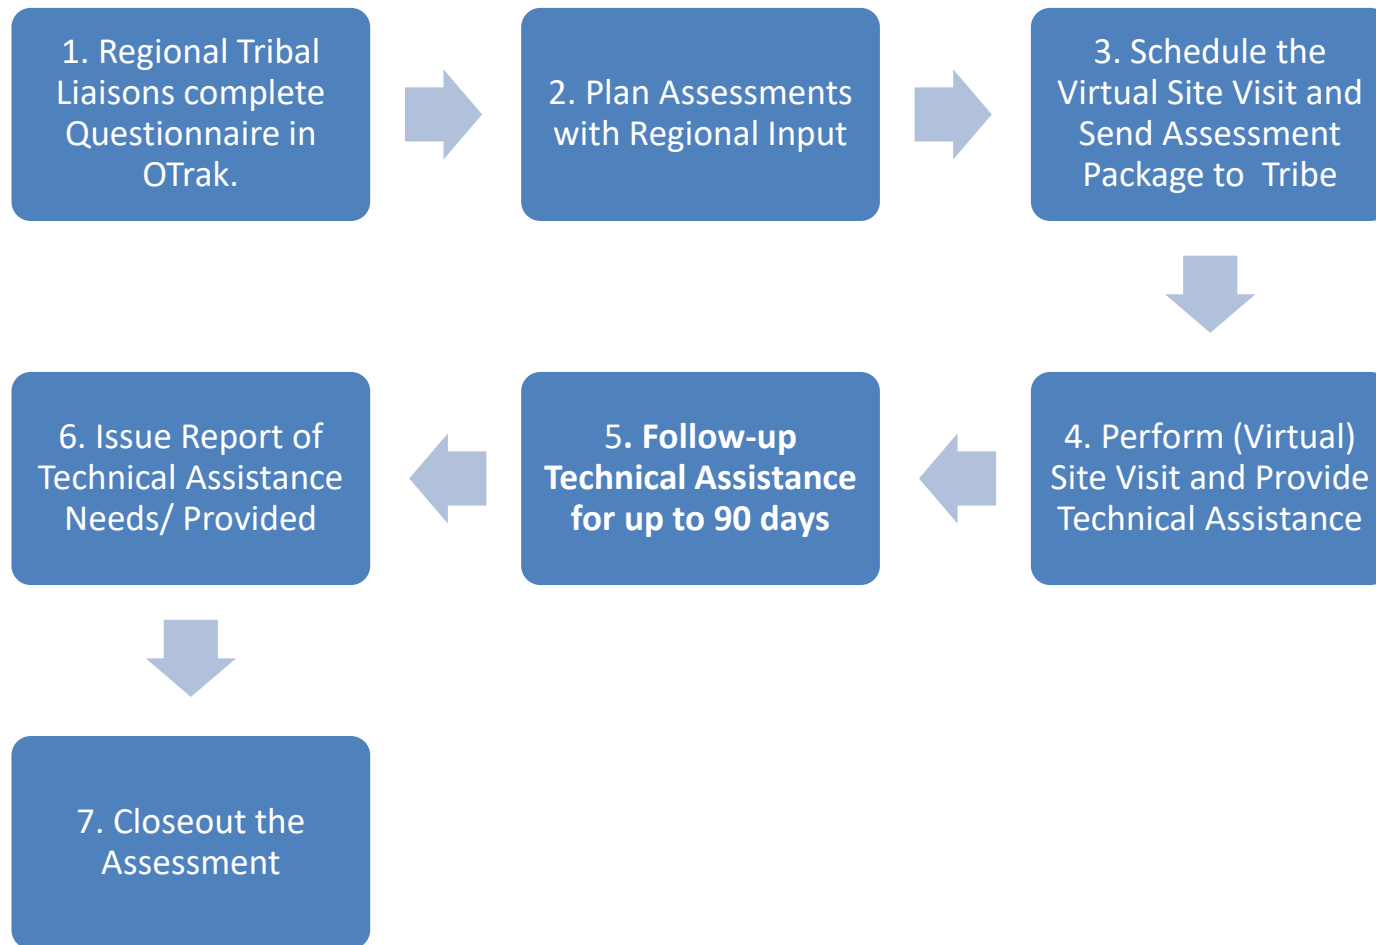 1. Regional Tribal
Liaisons complete
Questionnaire in
OTrak.
2. Plan Assessments
with Regional Input
3. Schedule the
Virtual Site Visit and
Send Assessment
Package to  Tribe
4. Perform (Virtual)
Site Visit and Provide
Technical Assistance
5. Follow-up
Technical Assistance
for up to 90 days
6. Issue Report of
Technical Assistance
Needs/ Provided
7. Closeout the
Assessment